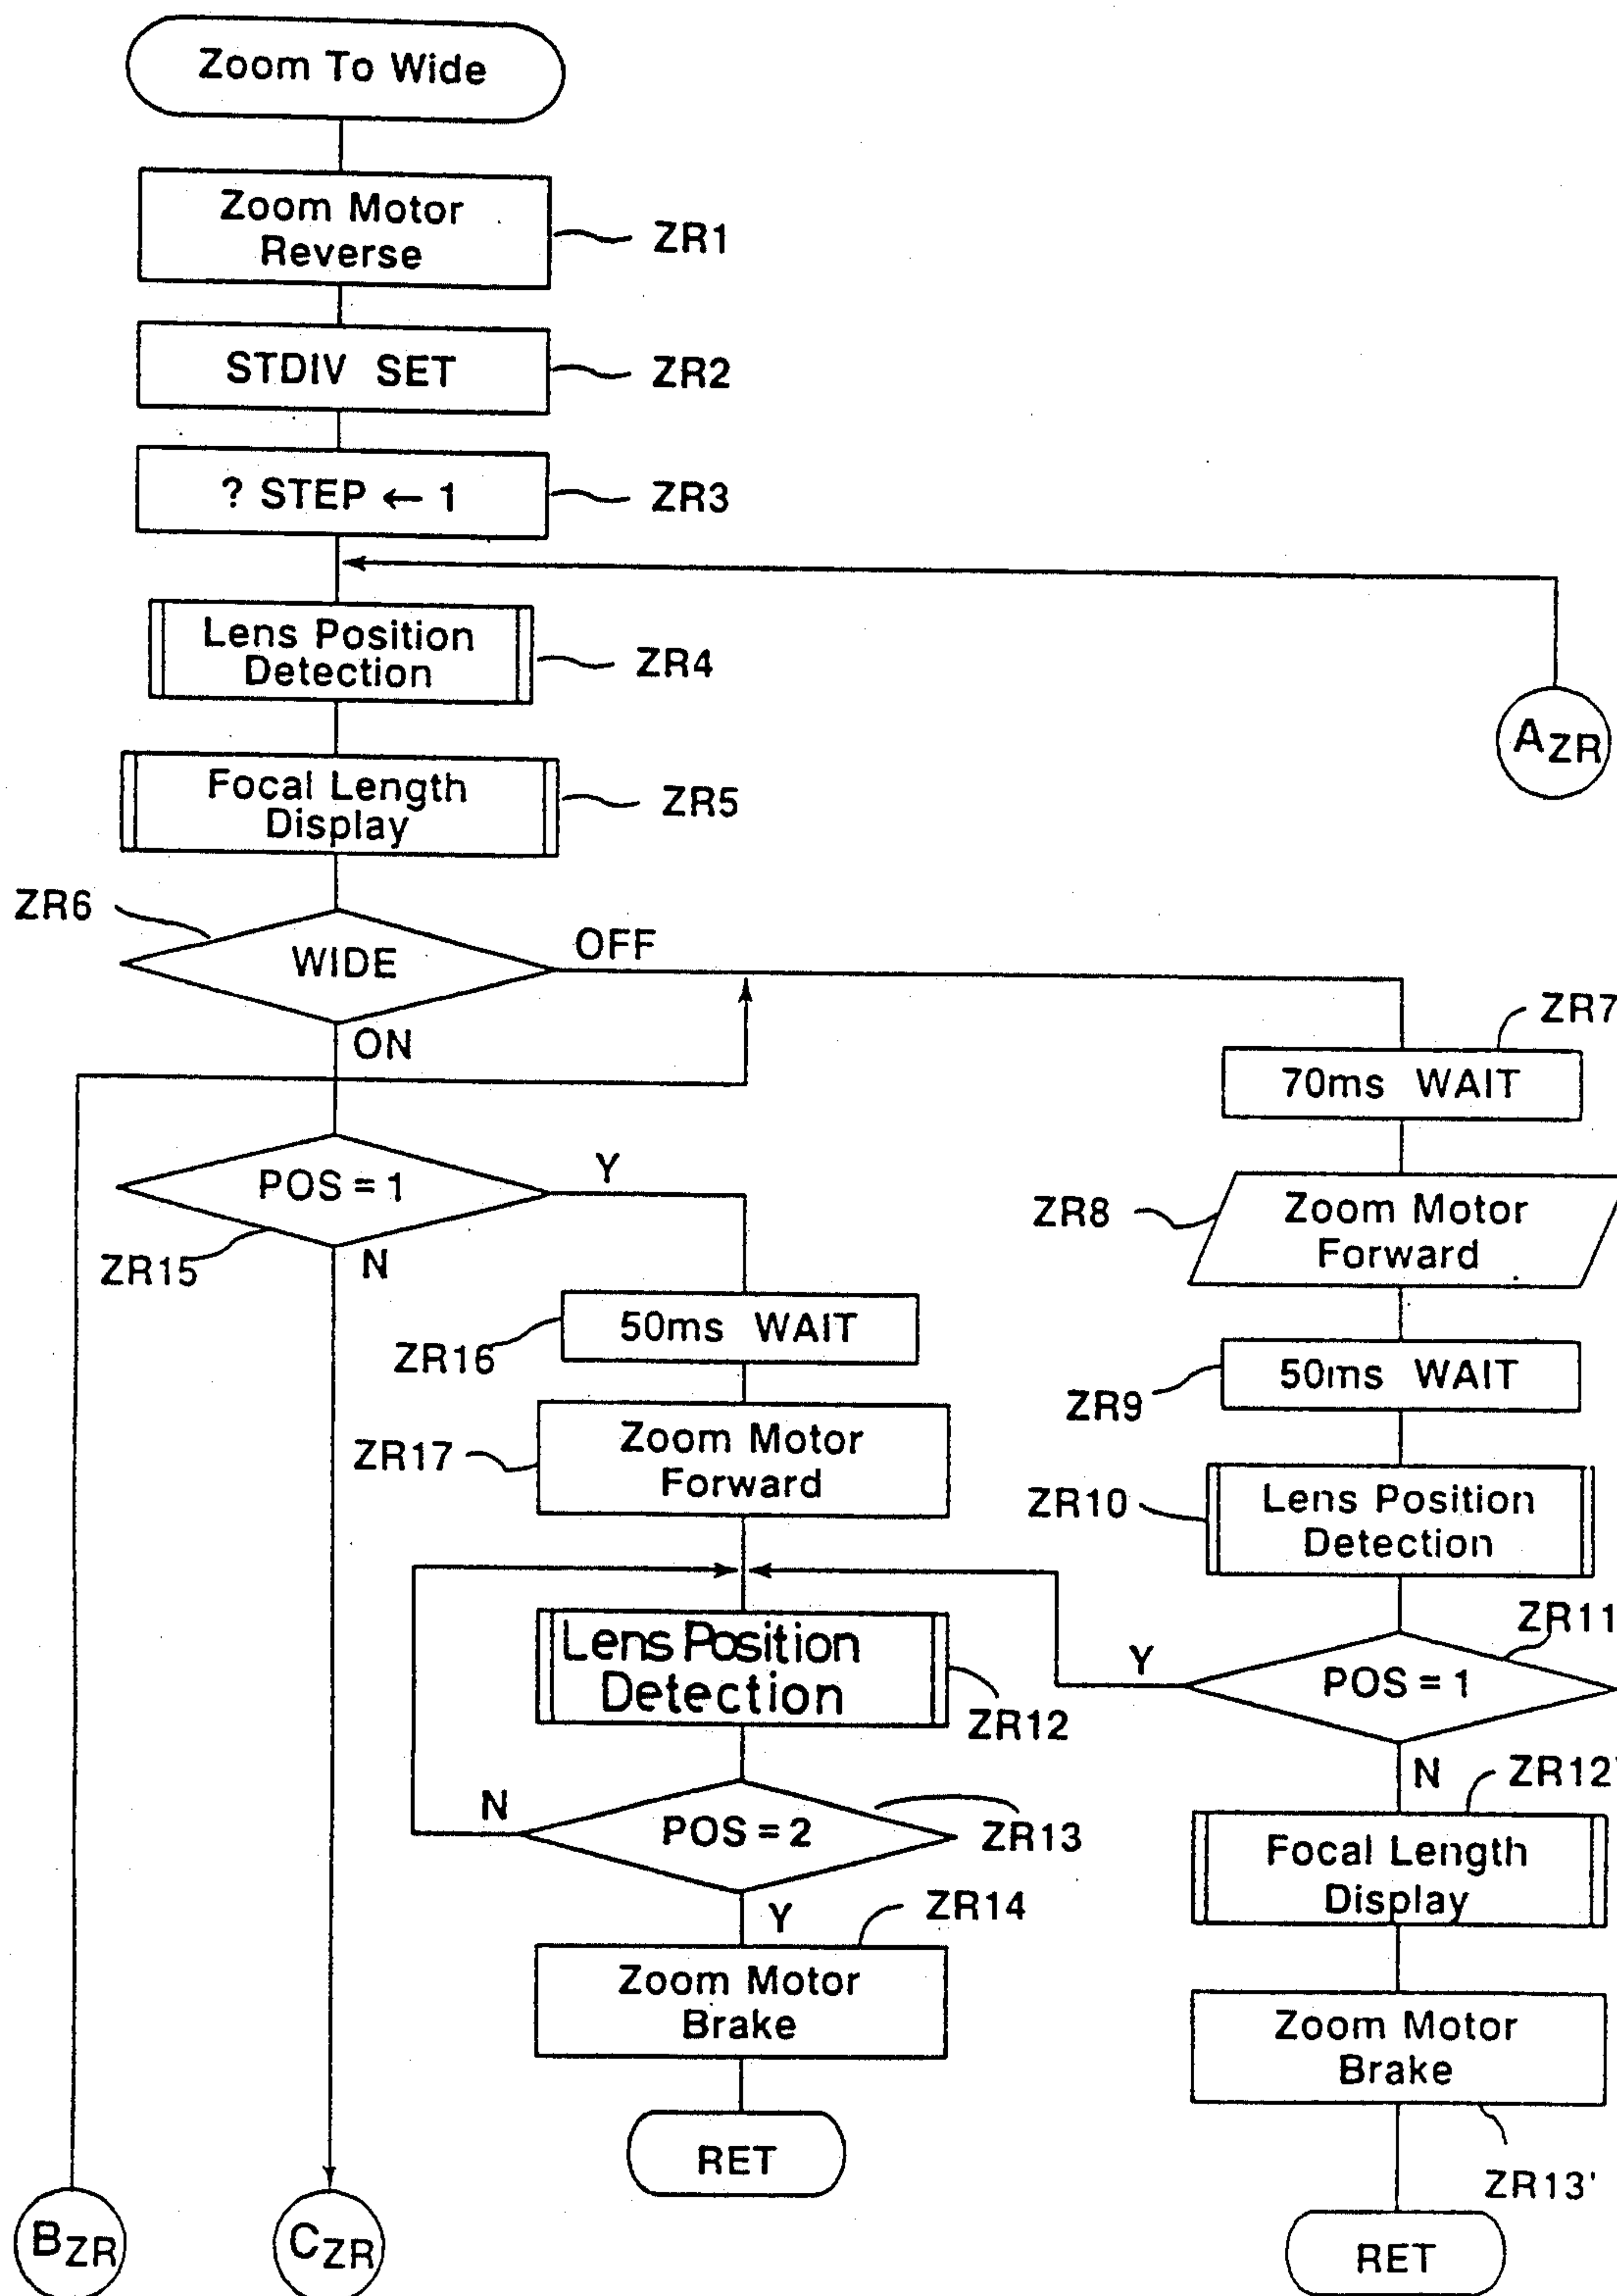 Zoom To Wide
Zoom Motor
Reverse
ZR1
STDIV SET
ZR2
? STEP ← 1
ZR3
Lens Position
Detection
ZR4
AZR
Focal Length
Display
ZR5
ZR6
WIDE
OFF
ON
ZR7
70ms WAIT
POS = 1
Y
N
ZR15
ZR8
Zoom Motor
Forward
50ms WAIT
ZR16
50ms WAIT
ZR9
ZR17
Zoom Motor
Forward
ZR10
Lens Position
Detection
Lens Position
Detection
ZR12
Y
POS = 1
ZR11
N
ZR12'
N
POS = 2
ZR13
Y
ZR14
Focal Length
Display
Zoom Motor
Brake
Zoom Motor
Brake
ZR13'
RET
RET
BZR
CZR